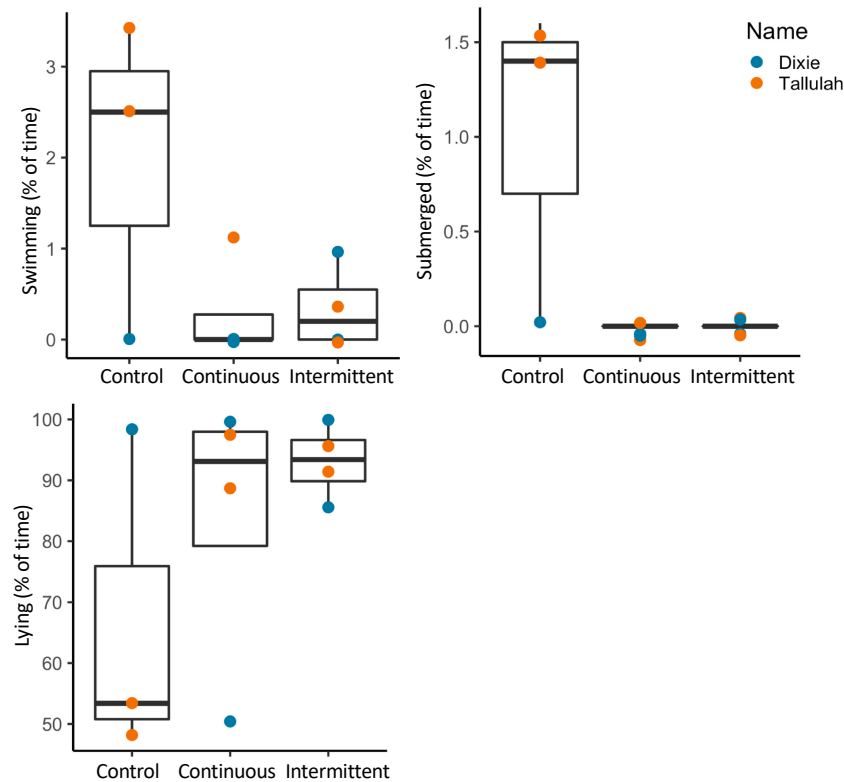 Swimming (% of time)
3
2
1
0
Control Continuous Intermittent
Submerged (% of time)
1.5
1.0
0.5
0.0
Control Continuous Intermittent
Name
Dixie
Tallulah
Lying (% of time)
100
90
80
70
60
50
Control Continuous Intermittent